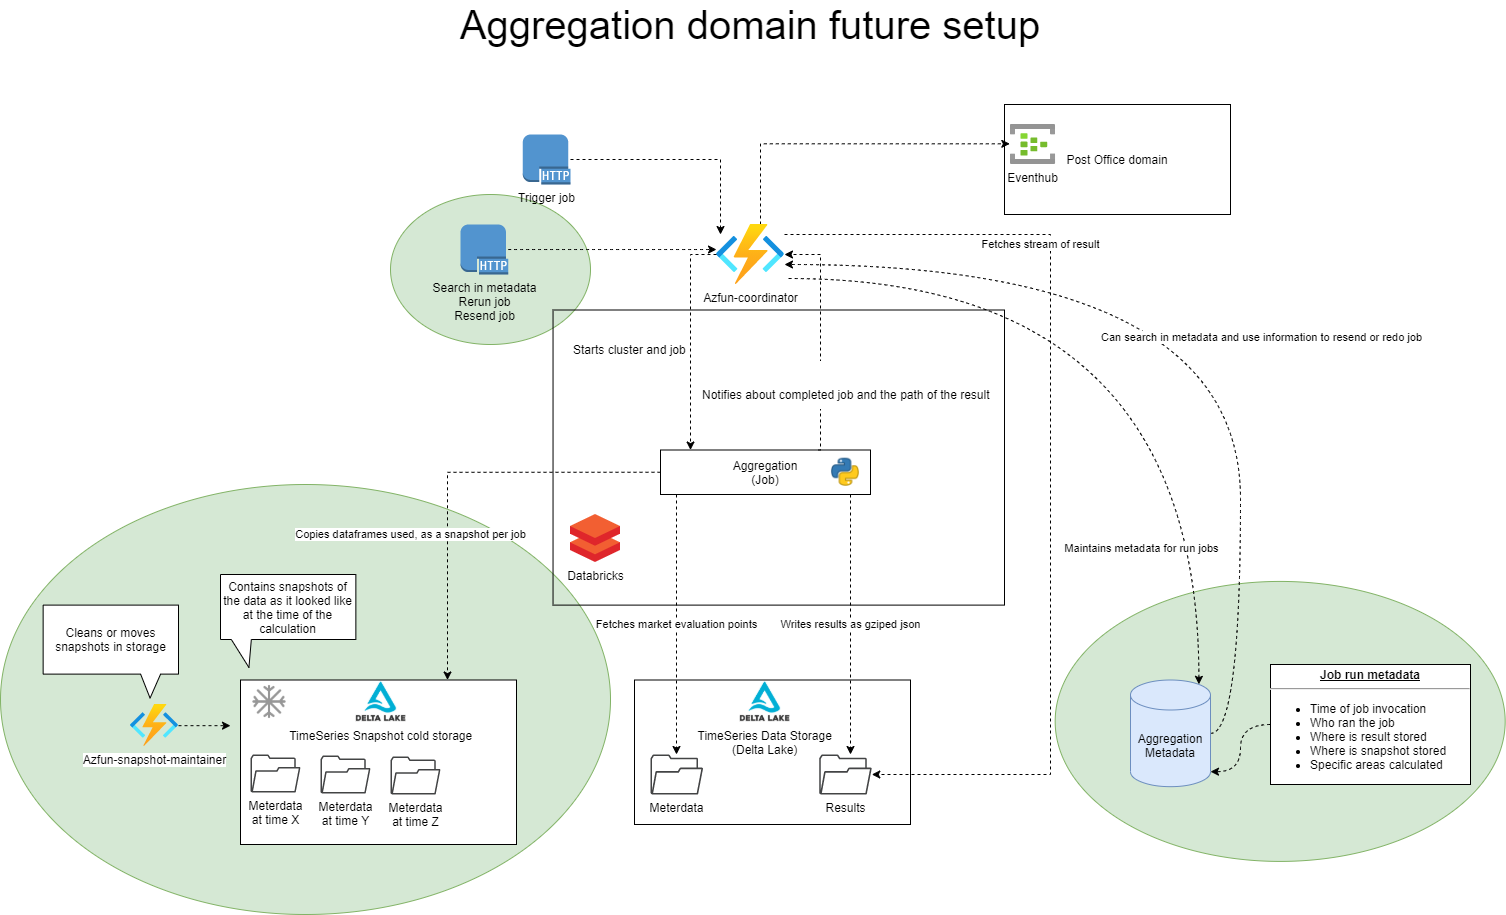 Aggregation domain future setup
HTTP
Trigger job
Eventhub
Post Office domain
HTTP
Search in metadata
Rerun job
Resend job
Azfun-coordinator
Fetches stream of result
Can search in metadata and use information to resend or redo job
Starts cluster and job
Notifies about completed job and the path of the result
Aggregation
(Job)
Databricks
Copies dataframes used, as a snapshot per job
Maintains metadata for run jobs
Contains snapshots of
the data as it looked like
at the time of the
calculation
Cleans or moves
snapshots in storage
Fetches market evaluation points
Writes results as gziped json
Azfun-snapshot-maintainer
DELTA LAKE
TimeSeries Snapshot cold storage
Meterdata
at time X
Meterdata
at time Y
Meterdata
at time Z
DELTA LAKE
TimeSeries Data Storage
(Delta Lake)
Meterdata
Results
Aggregation
Metadata
Job run metadata
Time of job invocation
Who ran the job
Where is result stored
Where is snapshot stored
Specific areas calculated